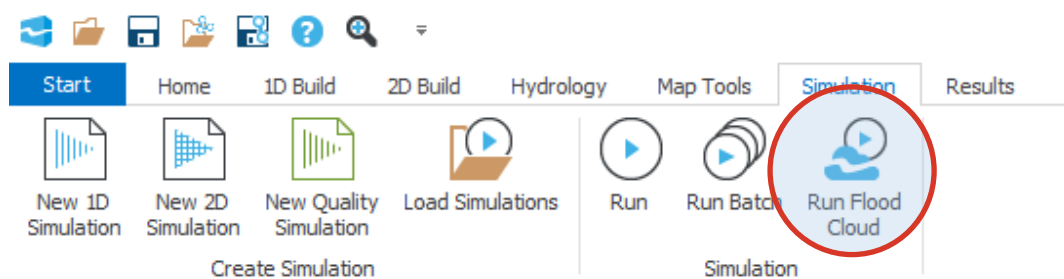 Start Home 1D Build 2D Build Hydrology Map Tools Simulation Results
New 1D Simulation
New 2D Simulation
New Quality Simulation
Load Simulations
Run
Run Batch
Run Flood Cloud
Create Simulation
Simulation